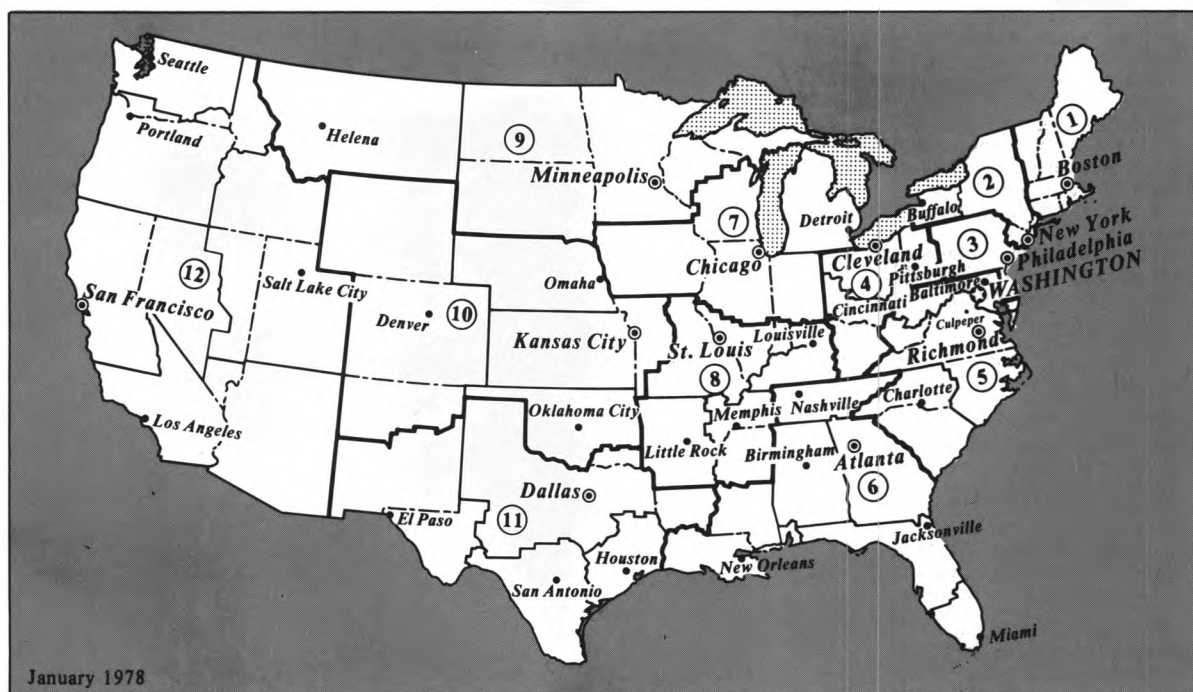 Seattle
Portland
Helena
9
Minneapolis
1
Boston
2
Buffalo
7
Detroit
3
New York
Philadelphia
Cleveland
Pittsburgh
WASHINGTON
Chicago
4
Baltimore
Cincinnati
12
Salt Lake City
Omaha
San Francisco
Denver
10
Kansas City
St. Louis
Louisville
Culpeper
Richmond
8
5
Los Angeles
Oklahoma City
Memphis
Nashville
Charlotte
Little Rock
Birmingham
Atlanta
6
Dallas
11
El Paso
Jacksonville
Houston
New Orleans
San Antonio
Miami
January 1978